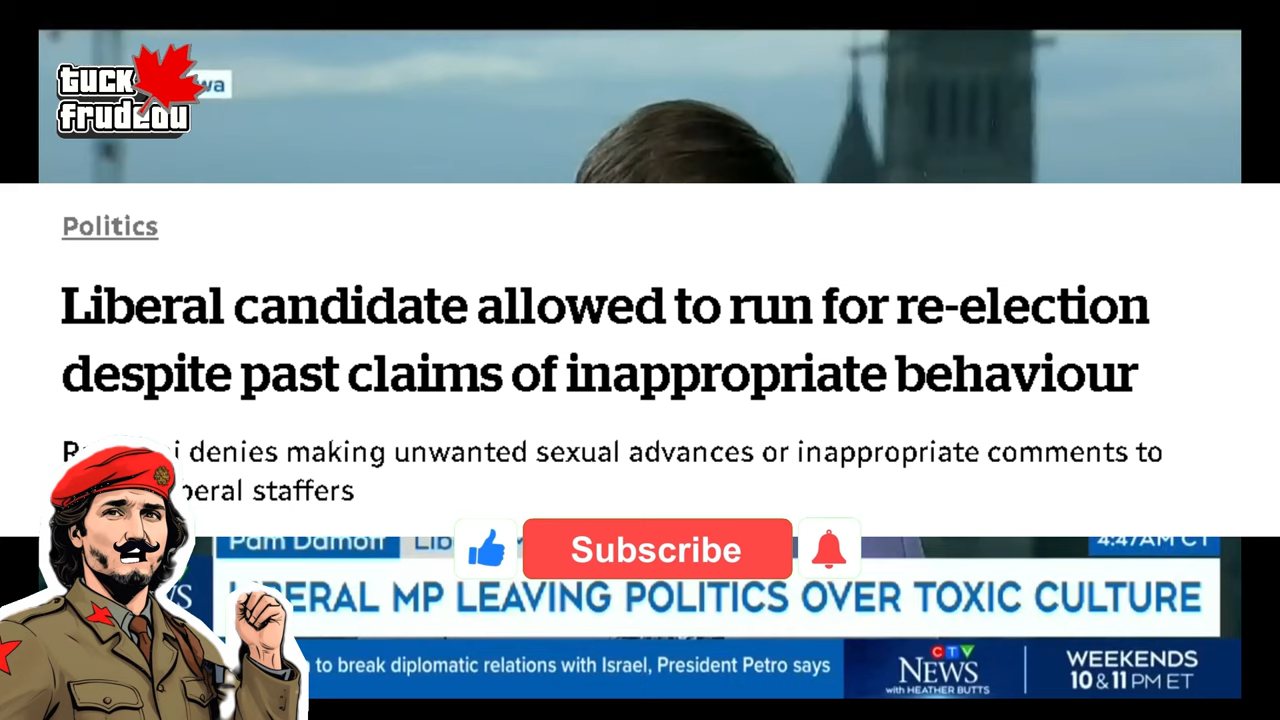 tuck
wa
frudeau
Politics
Liberal candidate allowed to run for re-election
despite past claims of inappropriate behaviour
denies making unwanted sexual advances or inappropriate comments to
staffers
Pam Damoff
Subscribe
4:47AM CT
LIBERAL MP LEAVING POLITICS OVER TOXIC CULTURE
to break diplomatic relations with Israel, President Petro says
CTV
NEWS
with HEATHER BUTTS
WEEKENDS
10 & 11 PM ET